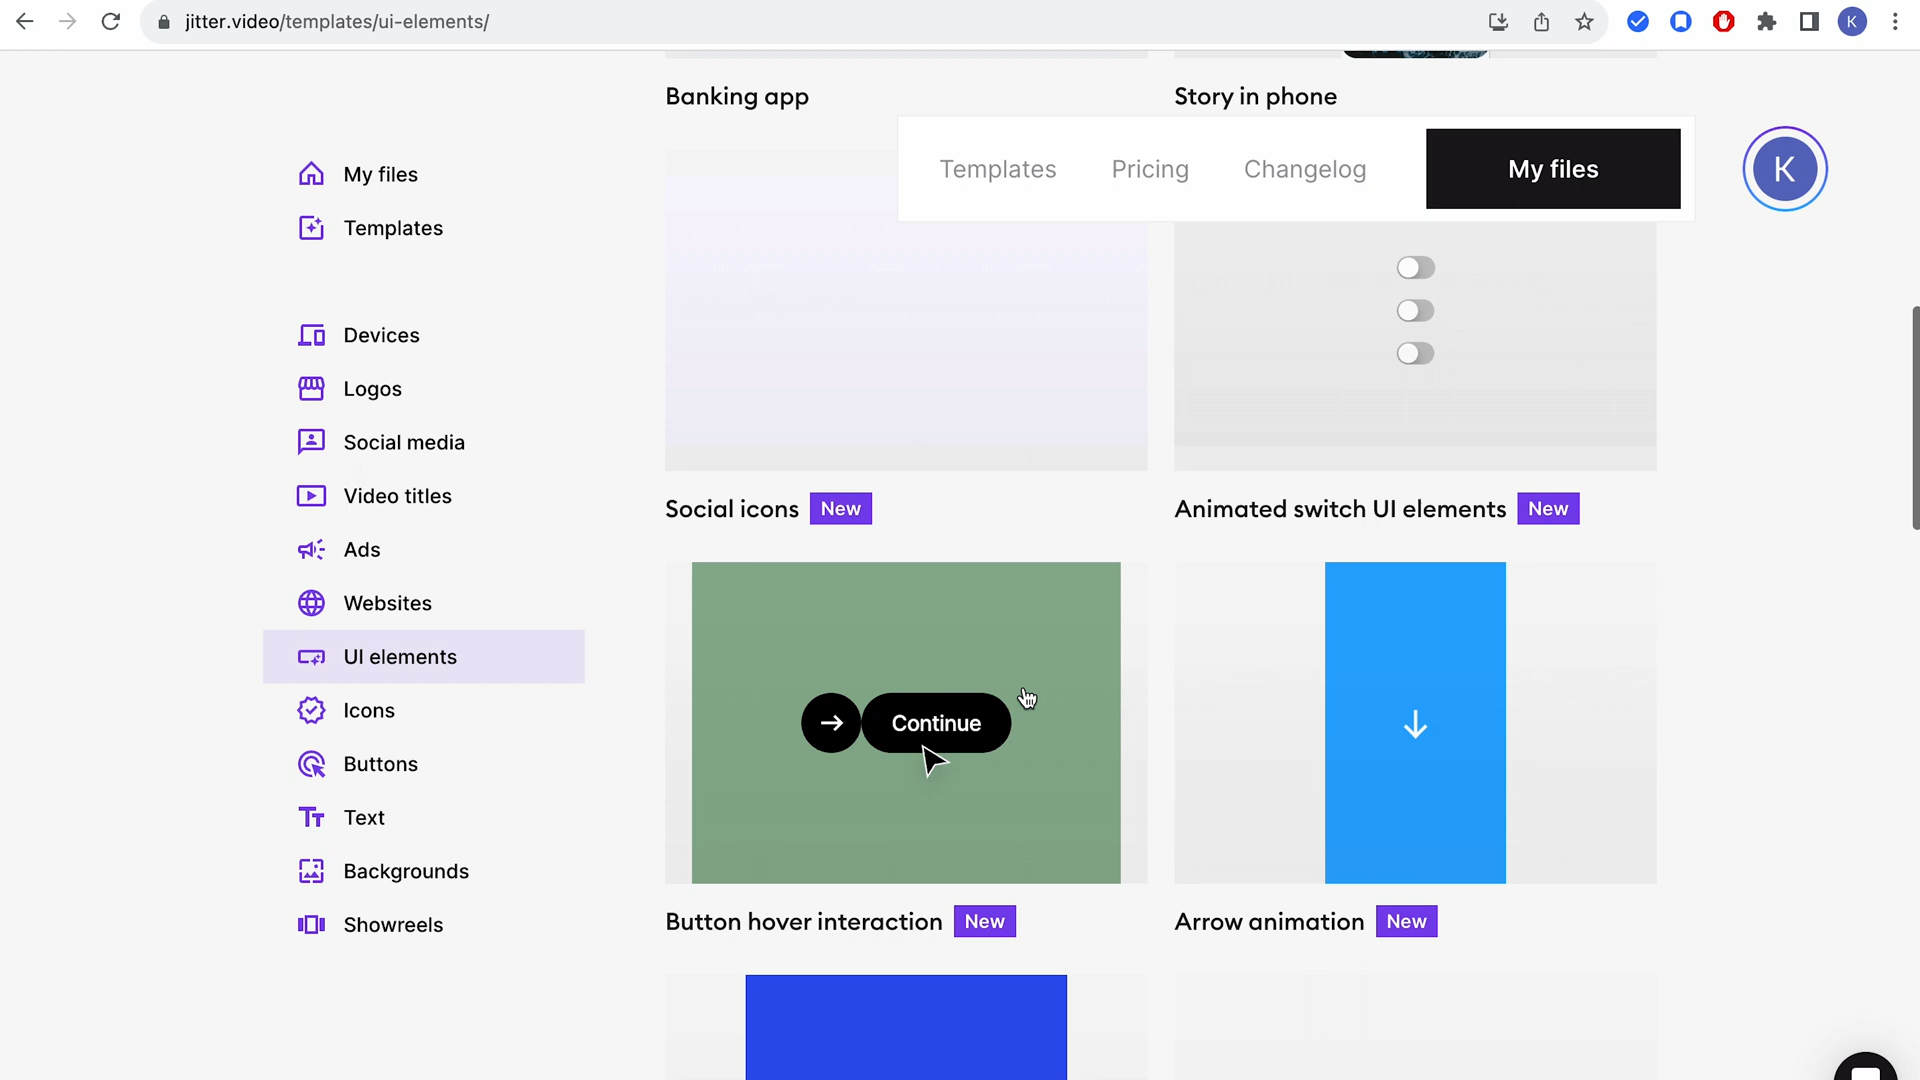 jitter.video/templates/ui-elements/
K
Banking app
Story in phone
Templates
Pricing
Changelog
My files
K
My files
Templates
Devices
Logos
Social media
Video titles
Ads
Websites
UI elements
Icons
Buttons
Text
Backgrounds
Showreels
Social icons New
Animated switch UI elements New
Continue
Button hover interaction New
Arrow animation New